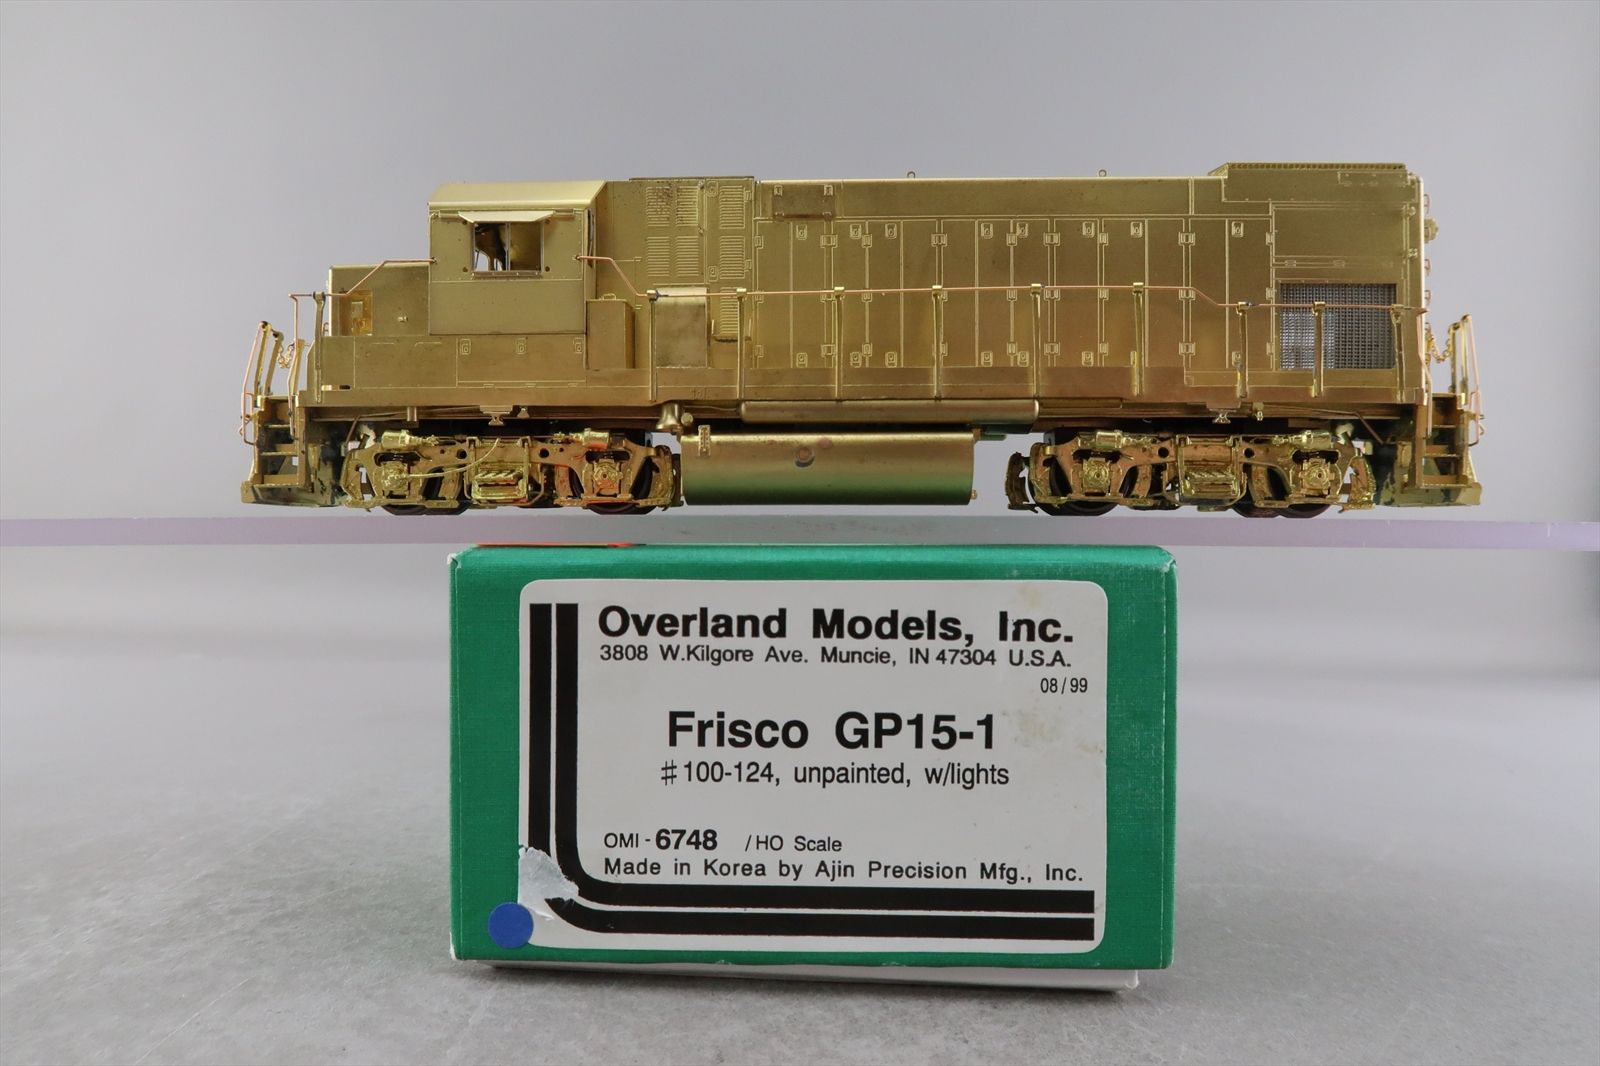 Overland Models, Inc.
3808 W.Kilgore Ave. Muncie, IN 47304 U.S.A.
08/99
Frisco GP15-1
#100-124, unpainted, w/lights
OMI-6748 /HO Scale
Made in Korea by Ajin Precision Mfg., Inc.